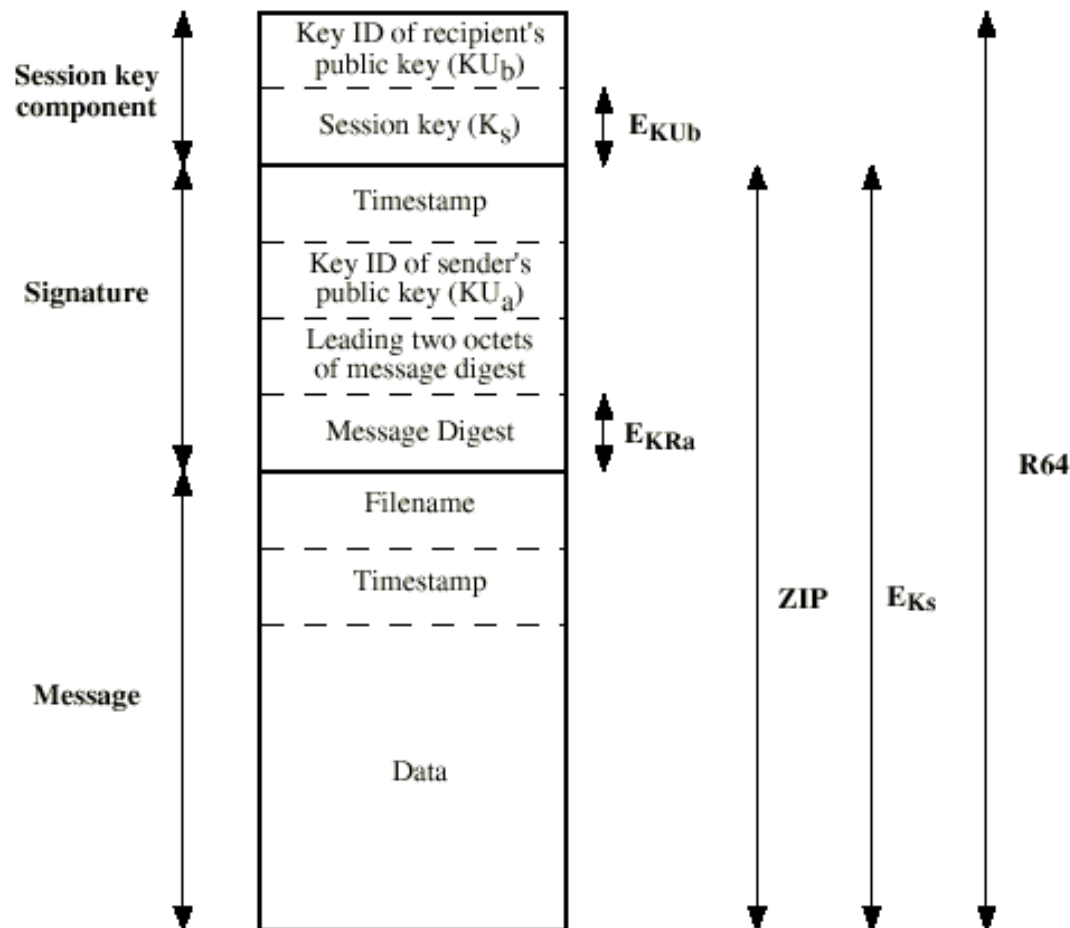 Key ID of recipient's
public key (KUb)
Session key
component
Session key (Ks)
EKUb
Timestamp
Key ID of sender's
public key (KUa)
Signature
Leading two octets
of message digest
Message Digest
EKRa
R64
Filename
Timestamp
ZIP
EKs
Message
Data